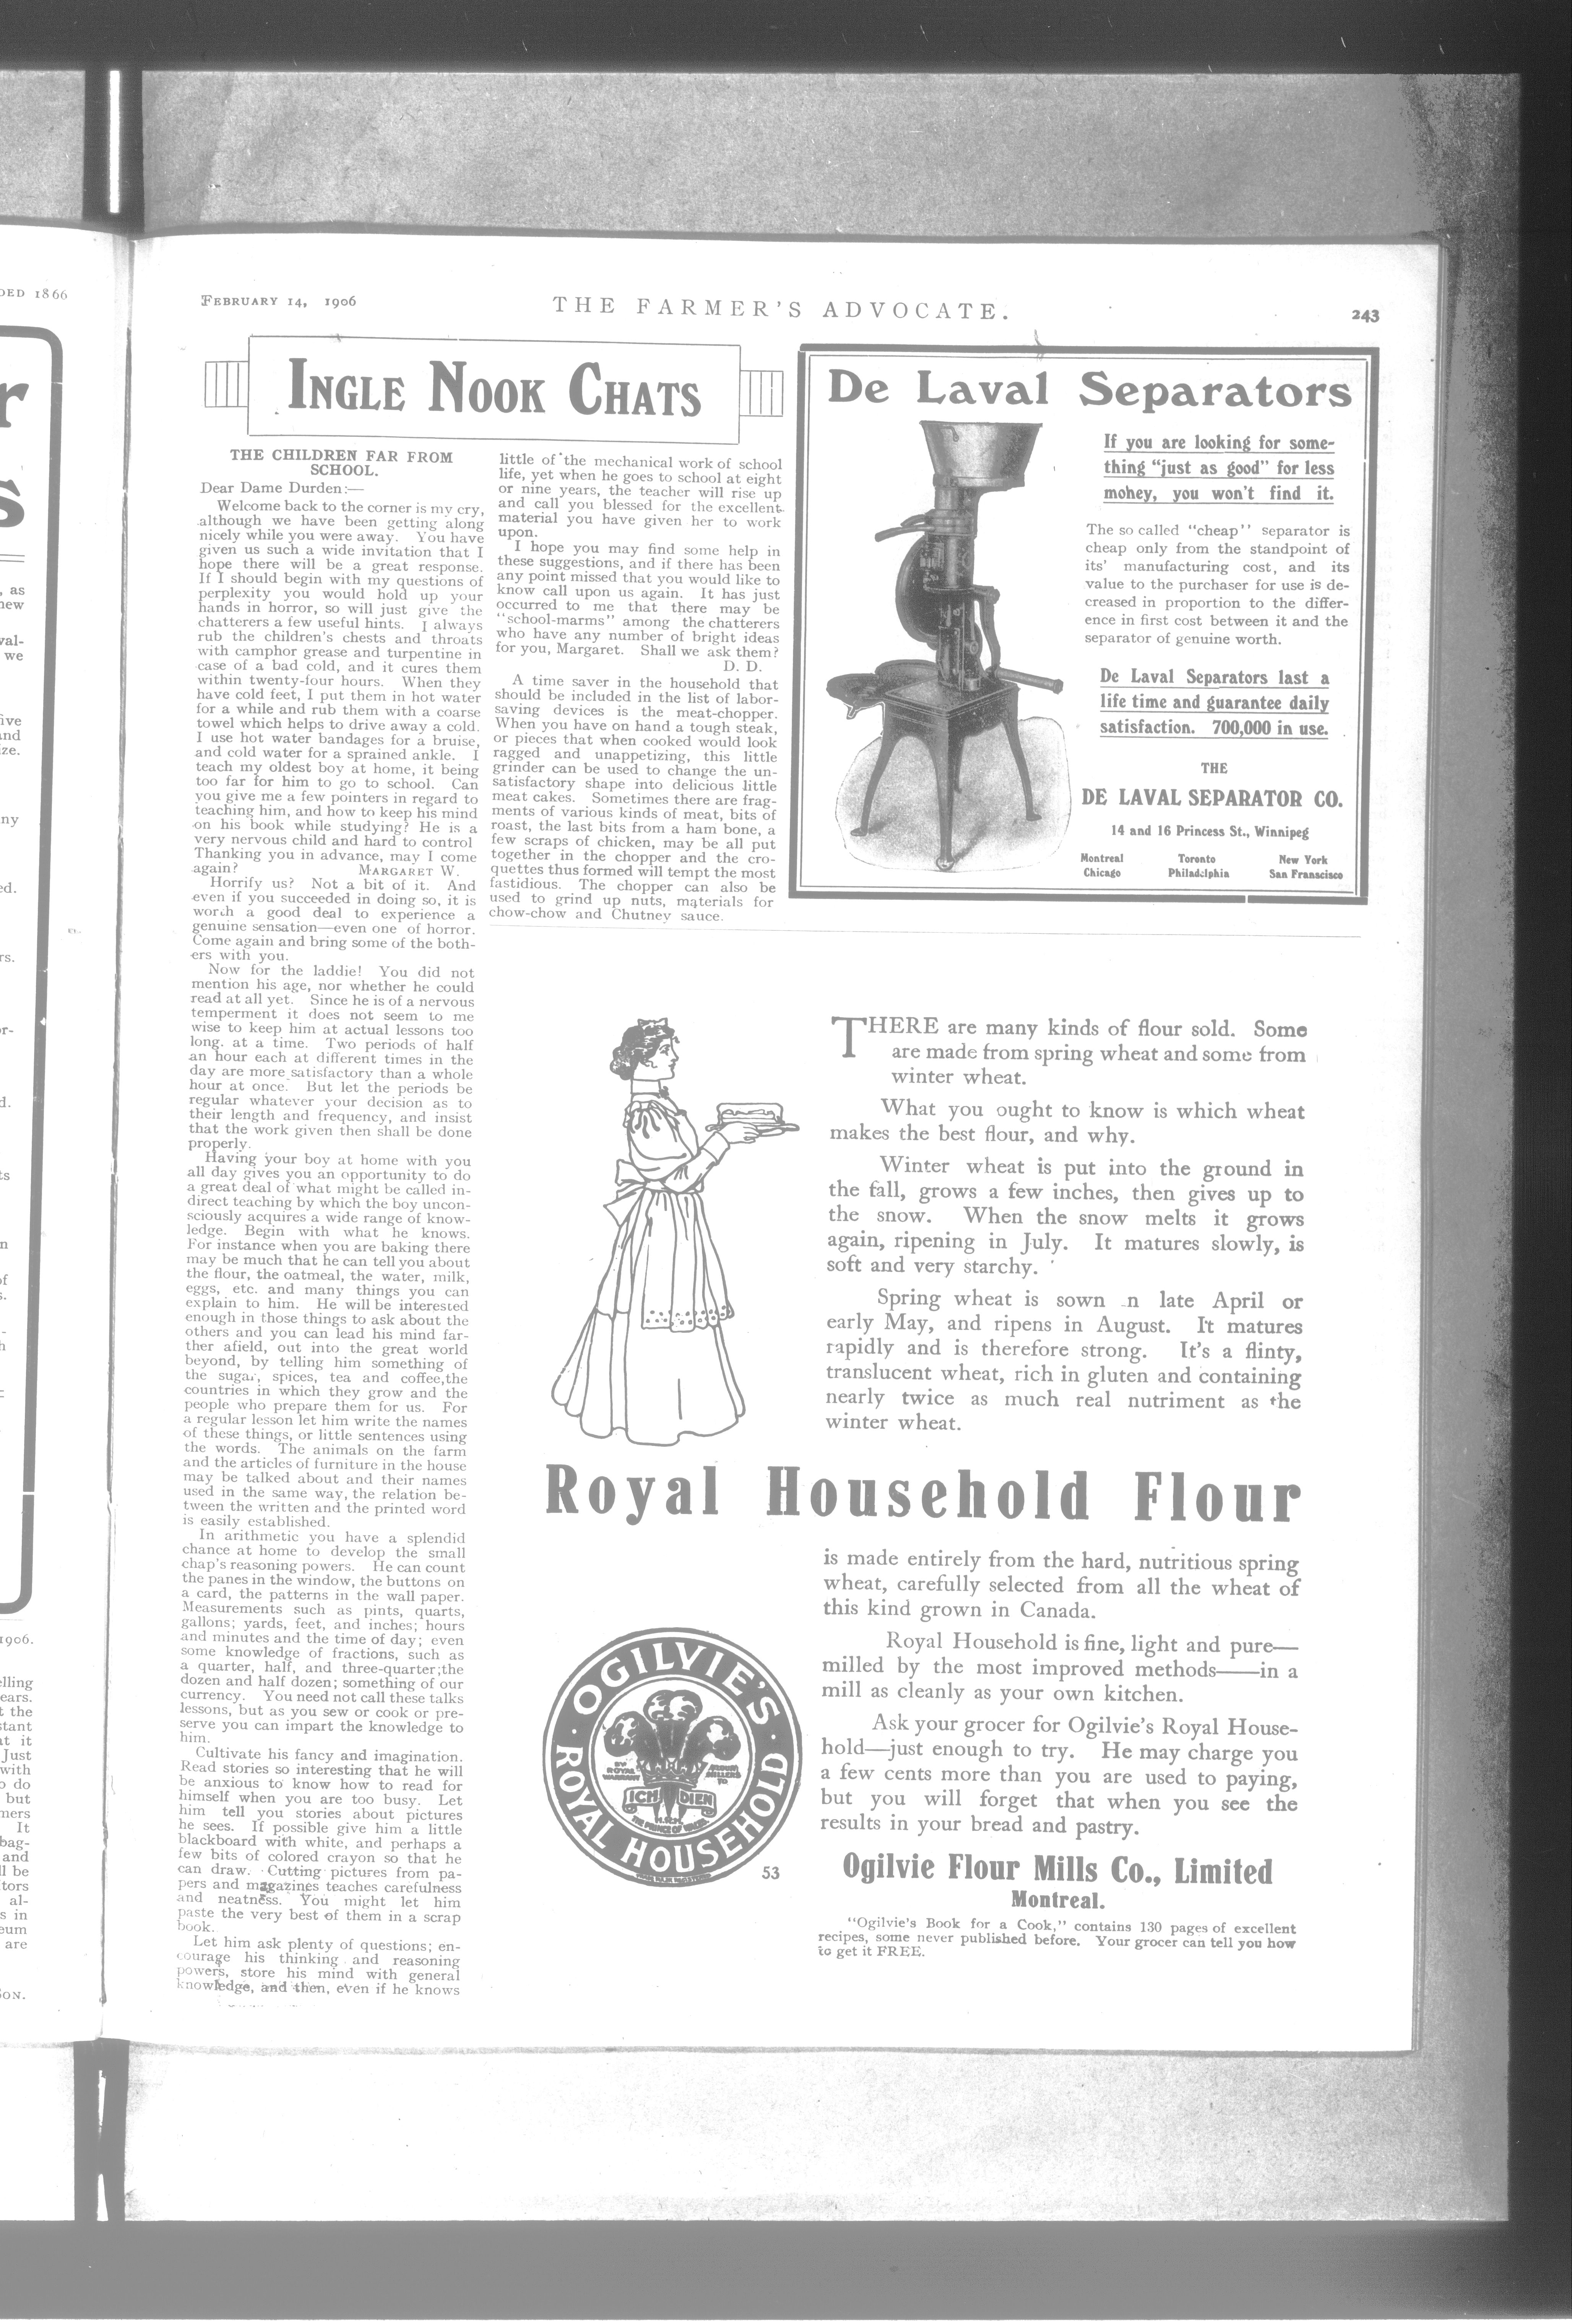 DED 1866
FEBRUARY 14, 1906
THE FARMER'S ADVOCATE.
243
INGLE NOOK CHATS
THE CHILDREN FAR FROM
SCHOOL.
Dear Dame Durden:—
Welcome back to the corner is my cry,
although we have been getting along
nicely while you were away. You have
given us such a wide invitation that I
hope there will be a great response.
If I should begin with my questions of
perplexity you would hold up your
hands in horror, so will just give the
chatterers a few useful hints. I always
rub the children's chests and throats
with camphor grease and turpentine in
case of a bad cold, and it cures them
within twenty-four hours. When they
have cold feet, I put them in hot water
for a while and rub them with a coarse
towel which helps to drive away a cold.
I use hot water bandages for a bruise,
and cold water for a sprained ankle. I
teach my oldest boy at home, it being
too far for him to go to school. Can
you give me a few pointers in regard to
teaching him, and how to keep his mind
on his book while studying? He is a
very nervous child and hard to control
Thanking you in advance, may I come
again? MARGARET W.
Horrify us? Not a bit of it. And
even if you succeeded in doing so, it is
worth a good deal to experience a
genuine sensation—even one of horror.
Come again and bring some of the both-
ers with you.
Now for the laddie! You did not
mention his age, nor whether he could
read at all yet. Since he is of a nervous
temperment it does not seem to me
wise to keep him at actual lessons too
long at a time. Two periods of half
an hour each at different times in the
day are more satisfactory than a whole
hour at once. But let the periods be
regular whatever your decision as to
their length and frequency, and insist
that the work given then shall be done
properly.
Having your boy at home with you
all day gives you an opportunity to do
a great deal of what might be called in-
direct teaching by which the boy uncon-
sciously acquires a wide range of know-
ledge. Begin with what he knows.
For instance when you are baking there
may be much that he can tell you about
the flour, the oatmeal, the water, milk,
eggs, etc. and many things you can
explain to him. He will be interested
enough in those things to ask about the
others and you can lead his mind far-
ther afield, out into the great world
beyond, by telling him something of
the sugar, spices, tea and coffee,the
countries in which they grow and the
people who prepare them for us. For
a regular lesson let him write the names
of these things, or little sentences using
the words. The animals on the farm
and the articles of furniture in the house
may be talked about and their names
used in the same way, the relation be-
tween the written and the printed word
is easily established.
In arithmetic you have a splendid
chance at home to develop the small
chap's reasoning powers. He can count
the panes in the window, the buttons on
a card, the patterns in the wall paper.
Measurements such as pints, quarts,
gallons; yards, feet, and inches; hours
and minutes and the time of day; even
some knowledge of fractions, such as
a quarter, half, and three-quarter;the
dozen and half dozen; something of our
currency. You need not call these talks
lessons, but as you sew or cook or pre-
serve you can impart the knowledge to
him.
Cultivate his fancy and imagination.
Read stories so interesting that he will
be anxious to know how to read for
himself when you are too busy. Let
him tell you stories about pictures
he sees. If possible give him a little
blackboard with white, and perhaps a
few bits of colored crayon so that he
can draw. Cutting pictures from pa-
pers and magazines teaches carefulness
and neatness. You might let him
paste the very best of them in a scrap
book.
Let him ask plenty of questions; en-
courage his thinking and reasoning
powers, store his mind with general
knowledge, and then, even if he knows
little of the mechanical work of school
life, yet when he goes to school at eight
or nine years, the teacher will rise up
and call you blessed for the excellent
material you have given her to work
upon.
I hope you may find some help in
these suggestions, and if there has been
any point missed that you would like to
know call upon us again. It has just
occurred to me that there may be
"school-marms" among the chatterers
who have any number of bright ideas
for you, Margaret. Shall we ask them?
D. D.
A time saver in the household that
should be included in the list of labor-
saving devices is the meat-chopper.
When you have on hand a tough steak,
or pieces that when cooked would look
ragged and unappetizing, this little
grinder can be used to change the un-
satisfactory shape into delicious little
meat cakes. Sometimes there are frag-
ments of various kinds of meat, bits of
roast, the last bits from a ham bone, a
few scraps of chicken, may be all put
together in the chopper and the cro-
quettes thus formed will tempt the most
fastidious. The chopper can also be
used to grind up nuts, materials for
chow-chow and Chutney sauce.
De Laval Separators
If you are looking for some-
thing "just as good" for less
mohey, you won't find it.
The so called "cheap" separator is
cheap only from the standpoint of
its' manufacturing cost, and its
value to the purchaser for use is de-
creased in proportion to the differ-
ence in first cost between it and the
separator of genuine worth.
De Laval Separators last a
life time and guarantee daily
satisfaction. 700,000 in use.
THE
DE LAVAL SEPARATOR CO.
14 and 16 Princess St., Winnipeg
Montreal Toronto New York
Chicago Philadelphia San Franscisco
THERE are many kinds of flour sold. Some
are made from spring wheat and some from
winter wheat.
What you ought to know is which wheat
makes the best flour, and why.
Winter wheat is put into the ground in
the fall, grows a few inches, then gives up to
the snow. When the snow melts it grows
again, ripening in July. It matures slowly, is
soft and very starchy.
Spring wheat is sown n late April or
early May, and ripens in August. It matures
rapidly and is therefore strong. It's a flinty,
translucent wheat, rich in gluten and containing
nearly twice as much real nutriment as the
winter wheat.
Royal Household Flour
is made entirely from the hard, nutritious spring
wheat, carefully selected from all the wheat of
this kind grown in Canada.
Royal Household is fine, light and pure—
milled by the most improved methods—in a
mill as cleanly as your own kitchen.
Ask your grocer for Ogilvie's Royal House-
hold—just enough to try. He may charge you
a few cents more than you are used to paying,
but you will forget that when you see the
results in your bread and pastry.
Ogilvie Flour Mills Co., Limited
Montreal.
"Ogilvie's Book for a Cook," contains 130 pages of excellent
recipes, some never published before. Your grocer can tell you how
to get it FREE.
OGILVIE'S
BY
ROYAL
WARRANT
ICH DIEN
H.R.H.
THE PRINCE OF WALES
ROYAL HOUSEHOLD
53